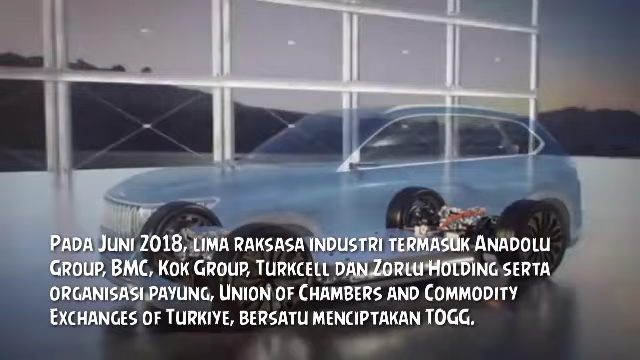 Pada Juni 2018, lima raksasa industri termasuk Anadolu
Group, BMC, Kok Group, Turkcell dan Zorlu Holding serta
organisasi payung, Union of Chambers and Commodity
Exchanges of Turkiye, bersatu menciptakan TOGG.